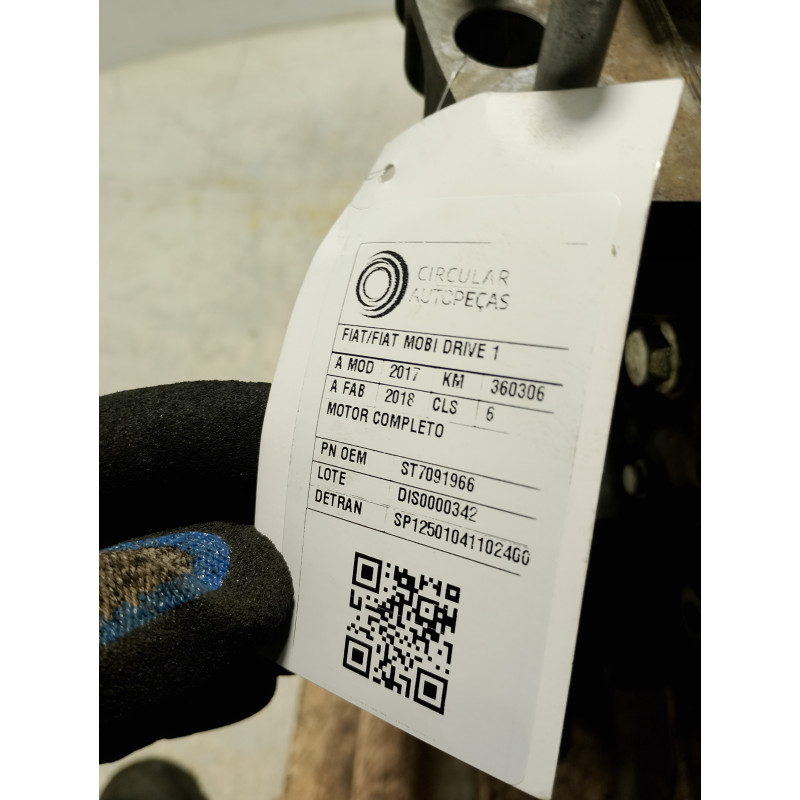 CIRCULAR
AUTOPEÇAS
FIAT/FIAT MOBI DRIVE 1
A MOD 2017 KM 360306
A FAB 2018 CLS 6
MOTOR COMPLETO
PN OEM ST7091966
LOTE DIS0000342
DETRAN SP12501041102400